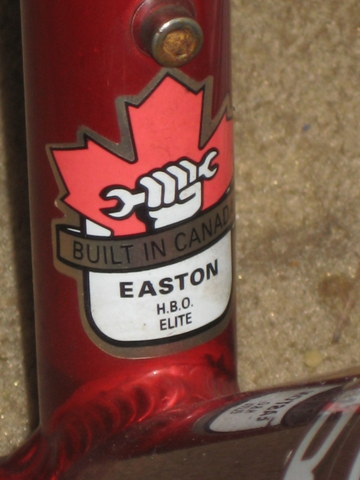 BUILT IN CANAD
EASTON
H.B.O.
ELITE